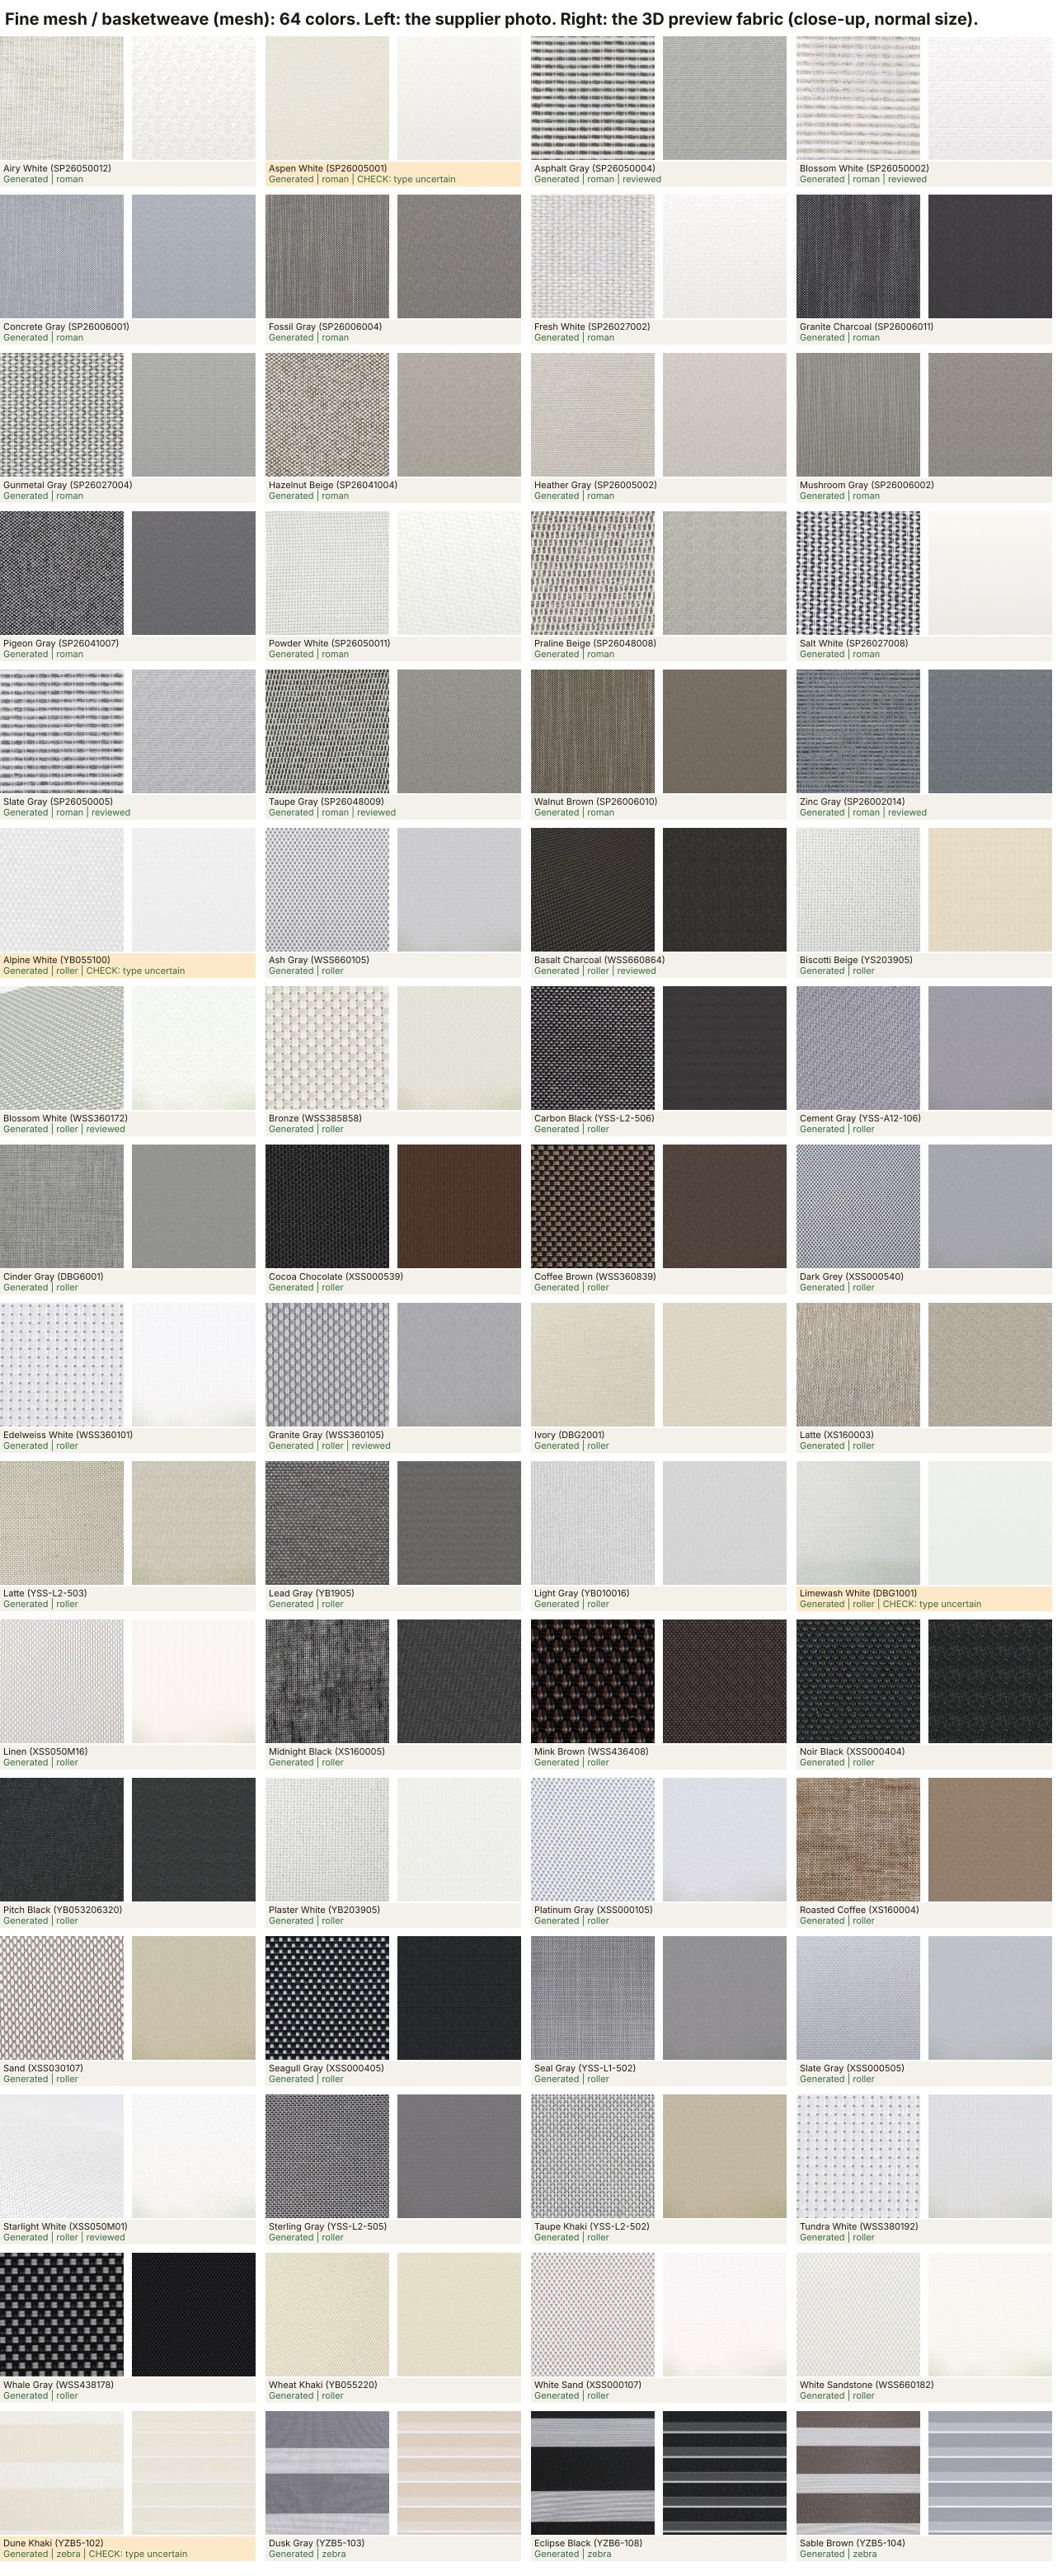 Fine mesh / basketweave (mesh): 64 colors. Left: the supplier photo. Right: the 3D preview fabric (close-up, normal size).
Airy White (SP26050012)
Generated | roman
Aspen White (SP26005001)
Generated | roman | CHECK: type uncertain
Asphalt Gray (SP26050004)
Generated | roman | reviewed
Blossom White (SP26050002)
Generated | roman | reviewed
Concrete Gray (SP26006001)
Generated | roman
Fossil Gray (SP26006004)
Generated | roman
Fresh White (SP26027002)
Generated | roman
Granite Charcoal (SP26006011)
Generated | roman
Gunmetal Gray (SP26027004)
Generated | roman
Hazelnut Beige (SP26041004)
Generated | roman
Heather Gray (SP26005002)
Generated | roman
Mushroom Gray (SP26006002)
Generated | roman
Pigeon Gray (SP26041007)
Generated | roman
Powder White (SP26050011)
Generated | roman
Praline Beige (SP26048008)
Generated | roman
Salt White (SP26027008)
Generated | roman
Slate Gray (SP26050005)
Generated | roman | reviewed
Taupe Gray (SP26048009)
Generated | roman | reviewed
Walnut Brown (SP26006010)
Generated | roman
Zinc Gray (SP26002014)
Generated | roman | reviewed
Alpine White (YB055100)
Generated | roller | CHECK: type uncertain
Ash Gray (WSS660105)
Generated | roller
Basalt Charcoal (WSS660864)
Generated | roller | reviewed
Biscotti Beige (YS203905)
Generated | roller
Blossom White (WSS360172)
Generated | roller | reviewed
Bronze (WSS385858)
Generated | roller
Carbon Black (YSS-L2-506)
Generated | roller
Cement Gray (YSS-A12-106)
Generated | roller
Cinder Gray (DBG6001)
Generated | roller
Cocoa Chocolate (XSS000539)
Generated | roller
Coffee Brown (WSS360839)
Generated | roller
Dark Grey (XSS000540)
Generated | roller
Edelweiss White (WSS360101)
Generated | roller
Granite Gray (WSS360105)
Generated | roller | reviewed
Ivory (DBG2001)
Generated | roller
Latte (XS160003)
Generated | roller
Latte (YSS-L2-503)
Generated | roller
Lead Gray (YB1905)
Generated | roller
Light Gray (YB010016)
Generated | roller
Limewash White (DBG1001)
Generated | roller | CHECK: type uncertain
Linen (XSS050M16)
Generated | roller
Midnight Black (XS160005)
Generated | roller
Mink Brown (WSS436408)
Generated | roller
Noir Black (XSS000404)
Generated | roller
Pitch Black (YB053206320)
Generated | roller
Plaster White (YB203905)
Generated | roller
Platinum Gray (XSS000105)
Generated | roller
Roasted Coffee (XS160004)
Generated | roller
Sand (XSS030107)
Generated | roller
Seagull Gray (XSS000405)
Generated | roller
Seal Gray (YSS-L1-502)
Generated | roller
Slate Gray (XSS000505)
Generated | roller
Starlight White (XSS050M01)
Generated | roller | reviewed
Sterling Gray (YSS-L2-505)
Generated | roller
Taupe Khaki (YSS-L2-502)
Generated | roller
Tundra White (WSS380192)
Generated | roller
Whale Gray (WSS438178)
Generated | roller
Wheat Khaki (YB055220)
Generated | roller
White Sand (XSS000107)
Generated | roller
White Sandstone (WSS660182)
Generated | roller
Dune Khaki (YZB5-102)
Generated | zebra | CHECK: type uncertain
Dusk Gray (YZB5-103)
Generated | zebra
Eclipse Black (YZB6-108)
Generated | zebra
Sable Brown (YZB5-104)
Generated | zebra